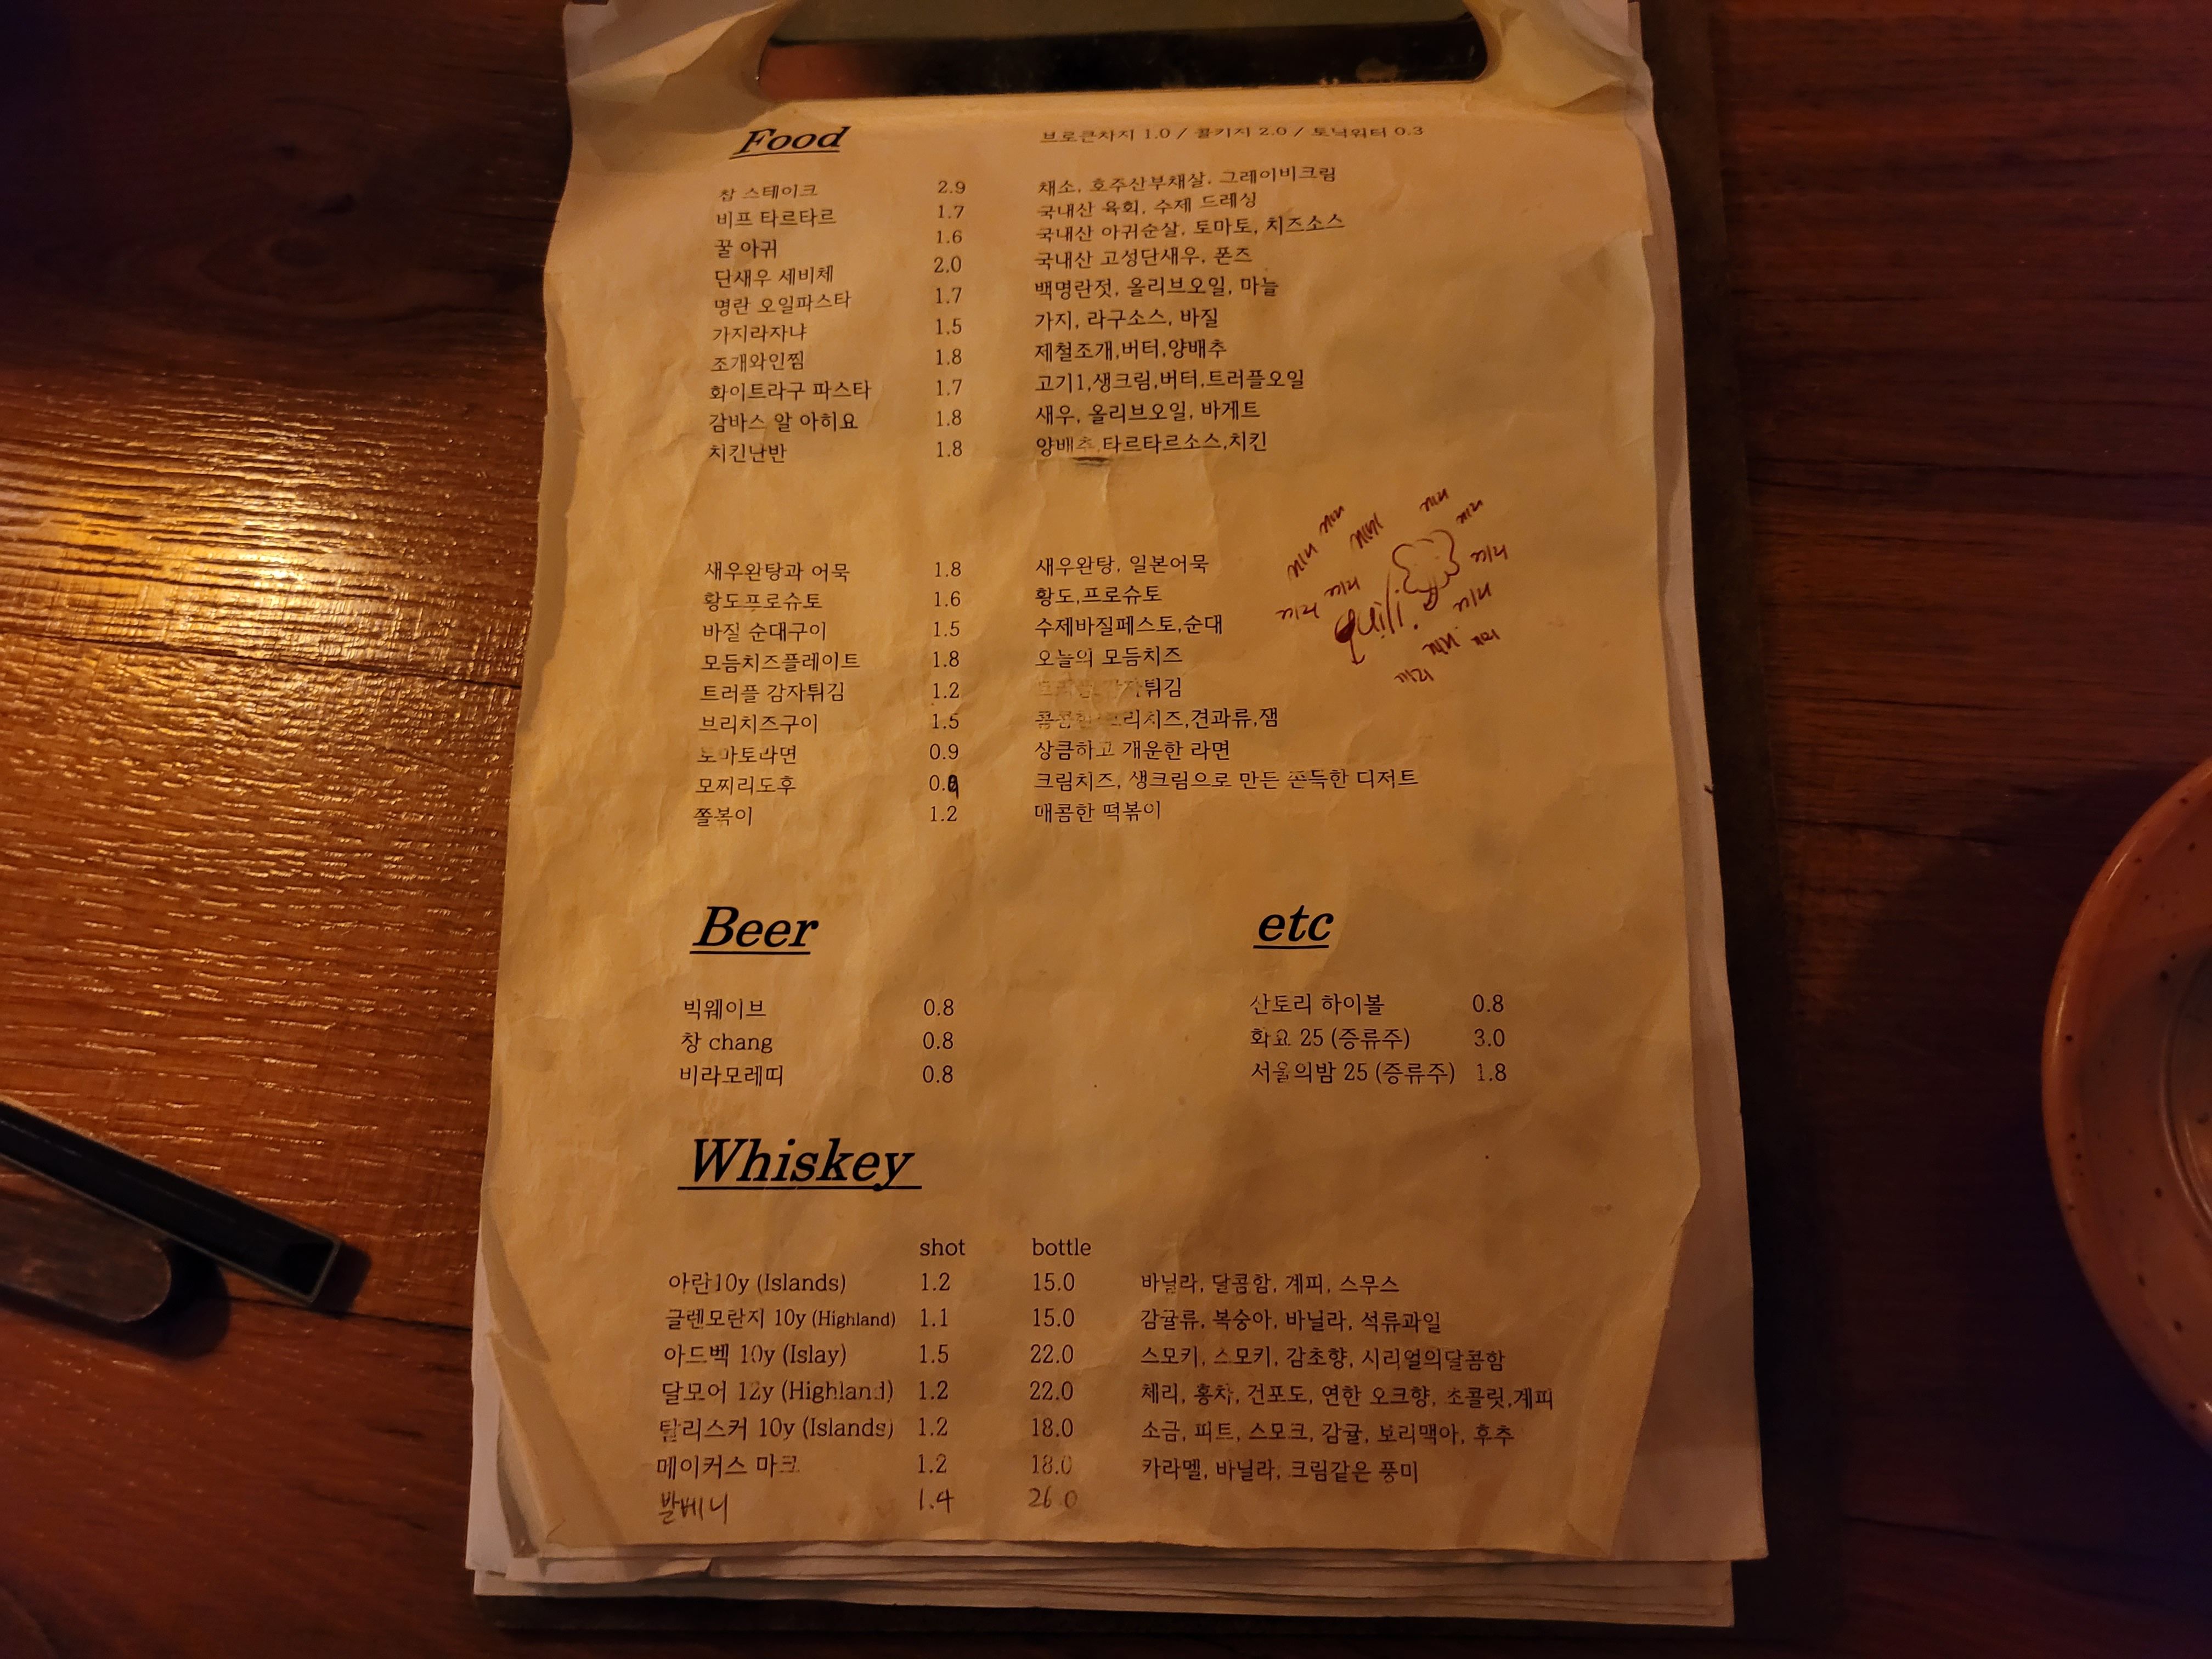 Food
브로큰차지 1.0 / 콜키지 2.0 / 토닉워터 0.3
찹 스테이크 2.9 채소, 호주산부채살, 그레이비크림
비프 타르타르 1.7 국내산 육회, 수제 드레싱
꿀 아귀 1.6 국내산 아귀순살, 토마토, 치즈소스
단새우 세비체 2.0 국내산 고성단새우, 폰즈
명란 오일파스타 1.7 백명란젓, 올리브오일, 마늘
가지라자냐 1.5 가지, 라구소스, 바질
조개와인찜 1.8 제철조개,버터,양배추
화이트라구 파스타 1.7 고기1,생크림,버터,트러플오일
감바스 알 아히요 1.8 새우, 올리브오일, 바게트
치킨난반 1.8 양배추,타르타르소스,치킨
새우완탕과 어묵 1.8 새우완탕, 일본어묵
황도프로슈토 1.6 황도,프로슈토
바질 순대구이 1.5 수제바질페스토,순대
모듬치즈플레이트 1.8 오늘의 모듬치즈
트러플 감자튀김 1.2 감자튀김
브리치즈구이 1.5 브리치즈,견과류,잼
토마토라면 0.9 상큼하고 개운한 라면
모찌리도후 0.9 크림치즈, 생크림으로 만든 쫀득한 디저트
쫄볶이 1.2 매콤한 떡볶이
quill.
Beer
빅웨이브 0.8
창 chang 0.8
비라모레띠 0.8
etc
산토리 하이볼 0.8
화요 25 (증류주) 3.0
서울의밤 25 (증류주) 1.8
Whiskey
shot bottle
아란10y (Islands) 1.2 15.0 바닐라, 달콤함, 계피, 스무스
글렌모란지 10y (Highland) 1.1 15.0 감귤류, 복숭아, 바닐라, 석류과일
아드벡 10y (Islay) 1.5 22.0 스모키, 스모키, 감초향, 시리얼의달콤함
달모어 12y (Highland) 1.2 22.0 체리, 홍차, 건포도, 연한 오크향, 초콜릿,계피
탈리스커 10y (Islands) 1.2 18.0 소금, 피트, 스모크, 감귤, 보리맥아, 후추
메이커스 마크 1.2 18.0 카라멜, 바닐라, 크림같은 풍미
발베니 1.4 26.0